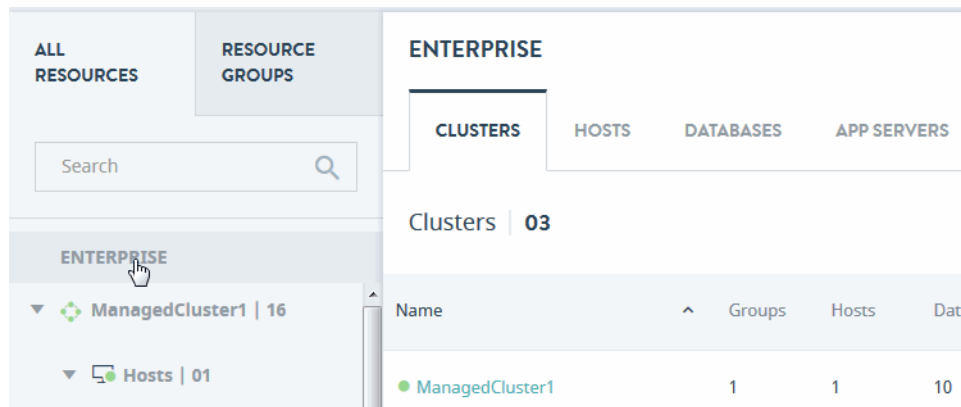 ALL
RESOURCES
RESOURCE
GROUPS
Search
ENTERPRISE
ManagedCluster1 | 16
Hosts | 01
ENTERPRISE
CLUSTERS HOSTS DATABASES APP SERVERS
Clusters | 03
Name Groups Hosts Dat
ManagedCluster1 1 1 10